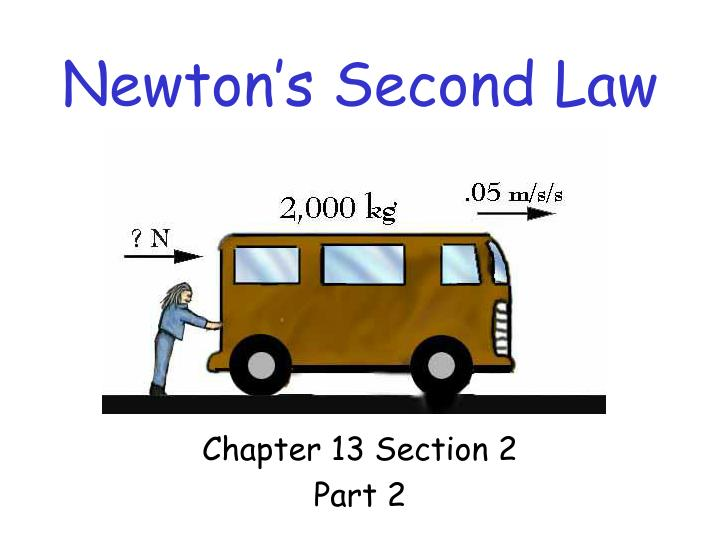 Newton’s Second Law
.05 m/s/s
2,000 kg
? N
Chapter 13 Section 2
Part 2